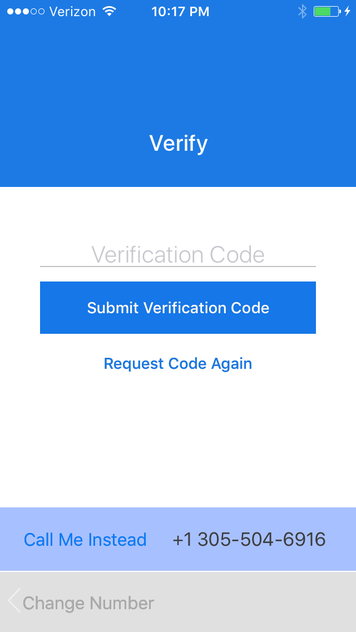 Verizon 10:17 PM
Verify
Verification Code
Submit Verification Code
Request Code Again
Call Me Instead +1 305-504-6916
Change Number